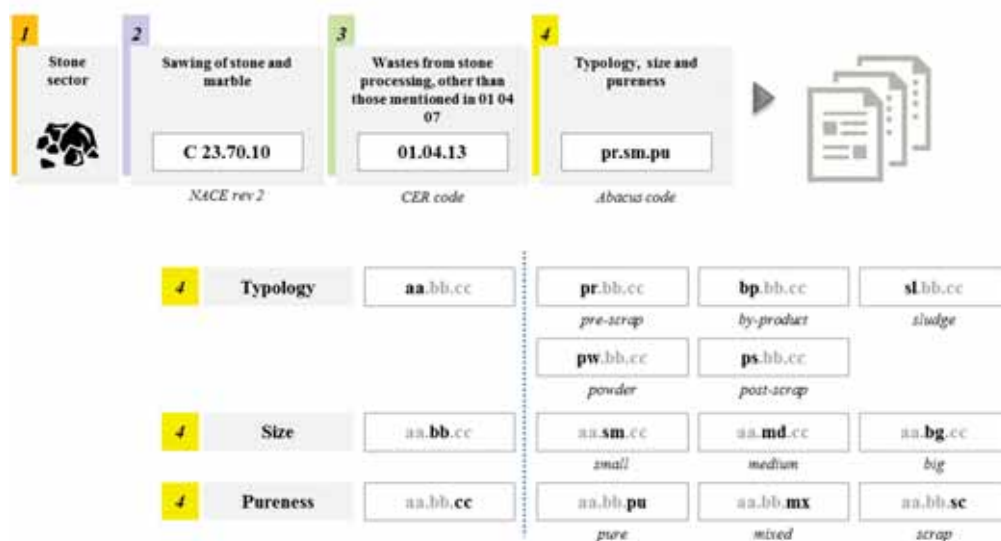 1
2
3
4
Stone
sector
Sawing of stone and
marble
C 23.70.10
NACE rev 2
Wastes from stone
processing, other than
those mentioned in 01 04
07
01.04.13
CER code
Typology, size and
pureness
pr.sm.pu
Abacus code
4 Typology aa.bb.cc pr.bb.cc bp.bb.cc sl.bb.cc
pre-scrap by-product sludge
pw.bb.cc ps.bb.cc
powder post-scrap
4 Size aa.bb.cc aa.sm.cc aa.md.cc aa.bg.cc
small medium big
4 Pureness aa.bb.cc aa.bb.pu aa.bb.mx aa.bb.sc
pure mixed scrap